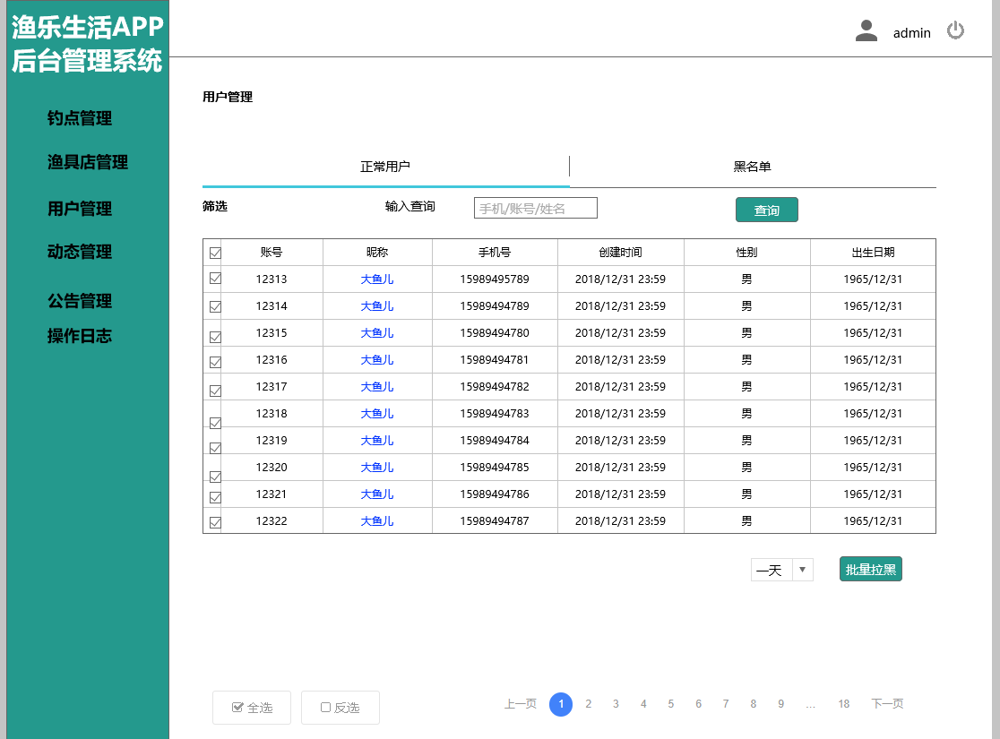 渔乐生活APP
后台管理系统
admin
钓点管理
渔具店管理
用户管理
动态管理
公告管理
操作日志
用户管理
正常用户 黑名单
筛选 输入查询 手机/账号/姓名 查询
账号 昵称 手机号 创建时间 性别 出生日期
12313 大鱼儿 15989495789 2018/12/31 23:59 男 1965/12/31
12314 大鱼儿 15989494789 2018/12/31 23:59 男 1965/12/31
12315 大鱼儿 15989494780 2018/12/31 23:59 男 1965/12/31
12316 大鱼儿 15989494781 2018/12/31 23:59 男 1965/12/31
12317 大鱼儿 15989494782 2018/12/31 23:59 男 1965/12/31
12318 大鱼儿 15989494783 2018/12/31 23:59 男 1965/12/31
12319 大鱼儿 15989494784 2018/12/31 23:59 男 1965/12/31
12320 大鱼儿 15989494785 2018/12/31 23:59 男 1965/12/31
12321 大鱼儿 15989494786 2018/12/31 23:59 男 1965/12/31
12322 大鱼儿 15989494787 2018/12/31 23:59 男 1965/12/31
一天 批量拉黑
全选 反选 上一页 1 2 3 4 5 6 7 8 9 ... 18 下一页